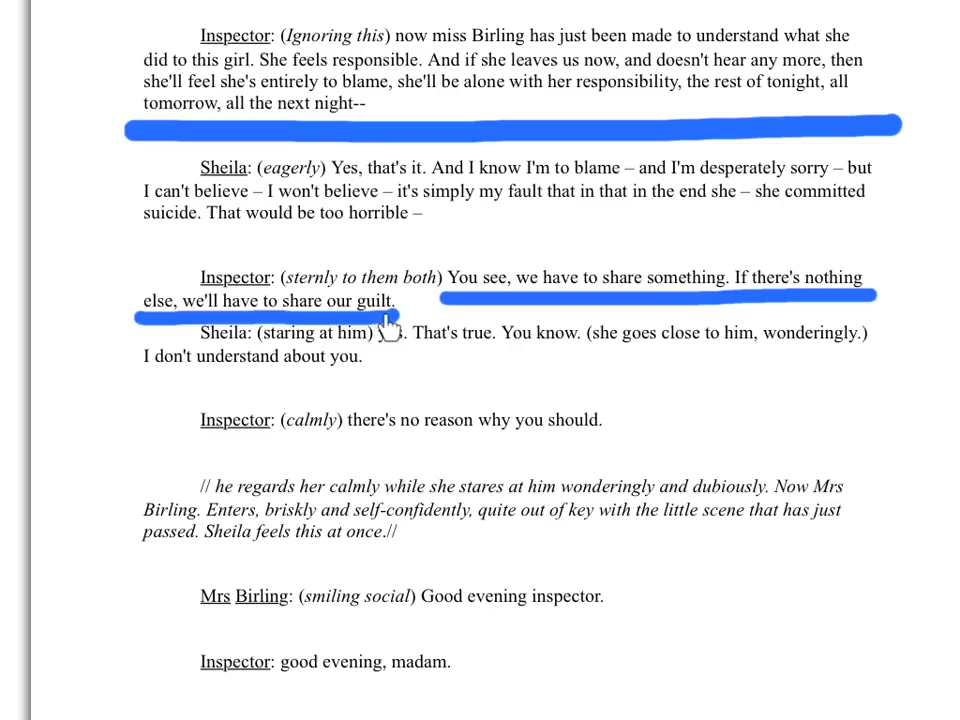 Inspector: (Ignoring this) now miss Birling has just been made to understand what she
did to this girl. She feels responsible. And if she leaves us now, and doesn't hear any more, then
she'll feel she's entirely to blame, she'll be alone with her responsibility, the rest of tonight, all
tomorrow, all the next night--
Sheila: (eagerly) Yes, that's it. And I know I'm to blame – and I'm desperately sorry – but
I can't believe – I won't believe – it's simply my fault that in that in the end she – she committed
suicide. That would be too horrible –
Inspector: (sternly to them both) You see, we have to share something. If there's nothing
else, we'll have to share our guilt.
Sheila: (staring at him) . That's true. You know. (she goes close to him, wonderingly.)
I don't understand about you.
Inspector: (calmly) there's no reason why you should.
// he regards her calmly while she stares at him wonderingly and dubiously. Now Mrs
Birling. Enters, briskly and self-confidently, quite out of key with the little scene that has just
passed. Sheila feels this at once.//
Mrs Birling: (smiling social) Good evening inspector.
Inspector: good evening, madam.